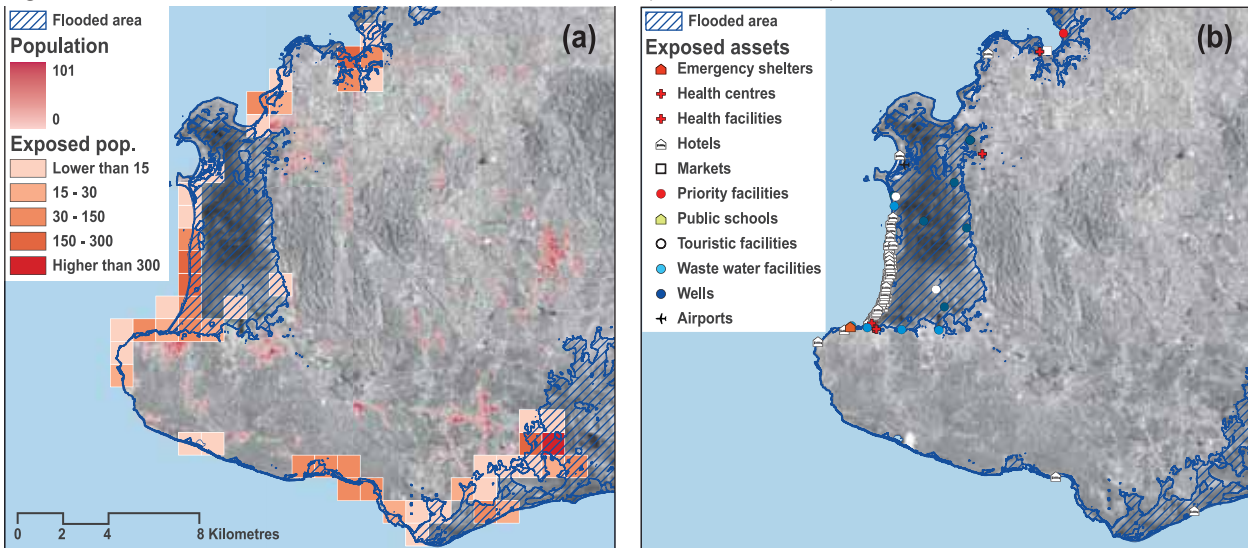 Flooded area
Population
101
0
Exposed pop.
Lower than 15
15 - 30
30 - 150
150 - 300
Higher than 300
(a)
0 2 4 8 Kilometres
Flooded area
Exposed assets
Emergency shelters
Health centres
Health facilities
Hotels
Markets
Priority facilities
Public schools
Touristic facilities
Waste water facilities
Wells
Airports
(b)